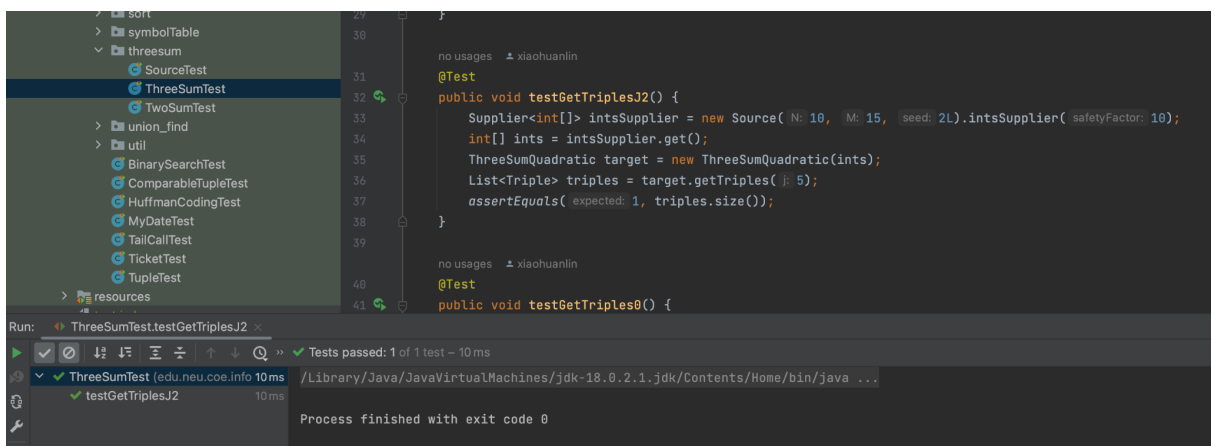 sort
symbolTable
threesum
SourceTest
ThreeSumTest
TwoSumTest
union_find
util
BinarySearchTest
ComparableTupleTest
HuffmanCodingTest
MyDateTest
TailCallTest
TicketTest
TupleTest
resources
29 }
30
no usages xiaohuanlin
31 @Test
32 public void testGetTriplesJ2() {
33 Supplier<int[]> intsSupplier = new Source( N: 10, M: 15, seed: 2L).intsSupplier( safetyFactor: 10);
34 int[] ints = intsSupplier.get();
35 ThreeSumQuadratic target = new ThreeSumQuadratic(ints);
36 List<Triple> triples = target.getTriples( j: 5);
37 assertEquals( expected: 1, triples.size());
38 }
39
no usages xiaohuanlin
40 @Test
41 public void testGetTriples0() {
Run: ThreeSumTest.testGetTriplesJ2 ×
Tests passed: 1 of 1 test – 10 ms
ThreeSumTest (edu.neu.coe.info 10 ms
testGetTriplesJ2 10 ms
/Library/Java/JavaVirtualMachines/jdk-18.0.2.1.jdk/Contents/Home/bin/java ...
Process finished with exit code 0